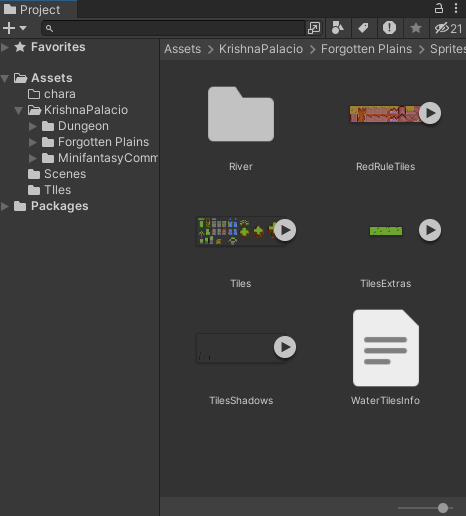 Project
21
Favorites
Assets
chara
KrishnaPalacio
Dungeon
Forgotten Plains
MinifantasyComm
Scenes
TIles
Packages
Assets > KrishnaPalacio > Forgotten Plains > Sprites
River
RedRuleTiles
Tiles
TilesExtras
TilesShadows
WaterTilesInfo